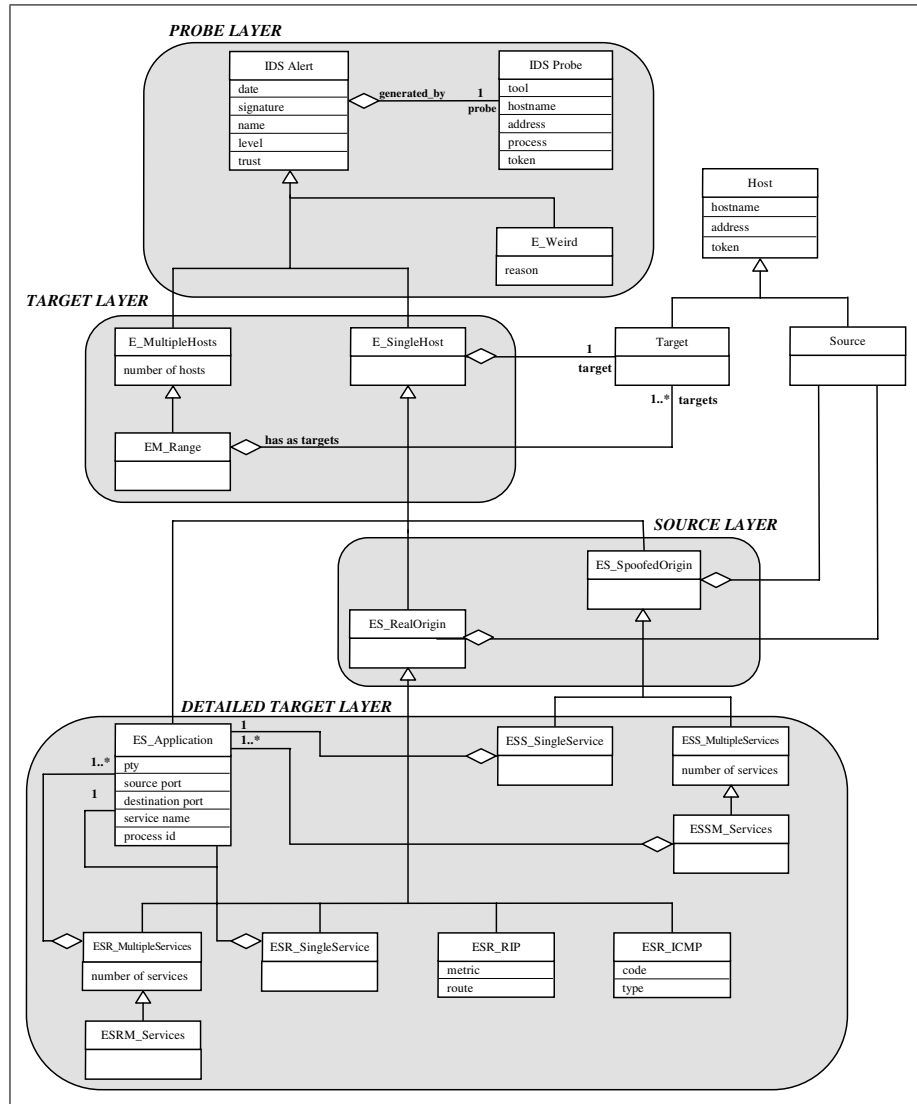 PROBE LAYER
IDS Alert
date
signature
name
level
trust
generated_by
1
probe
IDS Probe
tool
hostname
address
process
token
E_Weird
reason
Host
hostname
address
token
TARGET LAYER
E_MultipleHosts
number of hosts
E_SingleHost
1
target
Target
Source
1..* targets
EM_Range
has as targets
SOURCE LAYER
ES_SpoofedOrigin
ES_RealOrigin
DETAILED TARGET LAYER
ES_Application
pty
source port
destination port
service name
process id
1
1..*
1..*
1
ESS_SingleService
ESS_MultipleServices
number of services
ESSM_Services
ESR_MultipleServices
number of services
ESR_SingleService
ESR_RIP
metric
route
ESR_ICMP
code
type
ESRM_Services